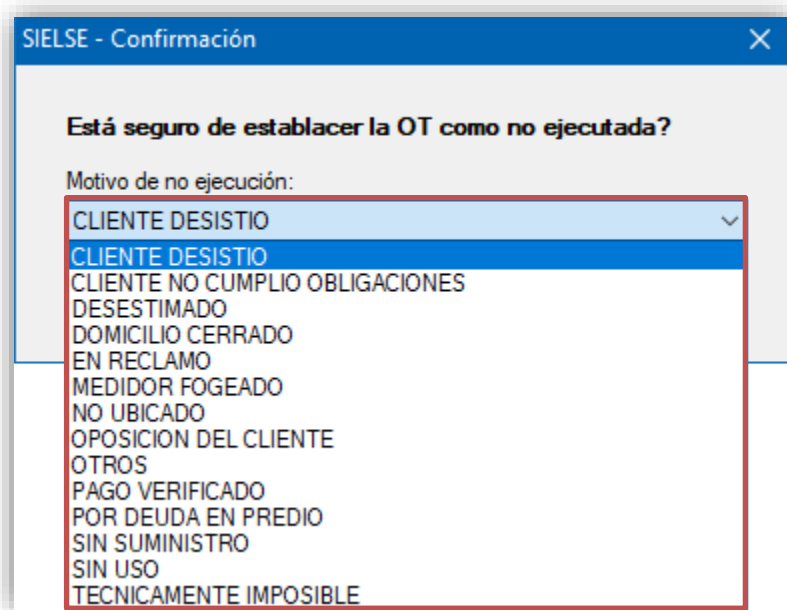 SIELSE - Confirmación
Está seguro de establacer la OT como no ejecutada?
Motivo de no ejecución:
CLIENTE DESISTIO
CLIENTE DESISTIO
CLIENTE NO CUMPLIO OBLIGACIONES
DESESTIMADO
DOMICILIO CERRADO
EN RECLAMO
MEDIDOR FOGEADO
NO UBICADO
OPOSICION DEL CLIENTE
OTROS
PAGO VERIFICADO
POR DEUDA EN PREDIO
SIN SUMINISTRO
SIN USO
TECNICAMENTE IMPOSIBLE